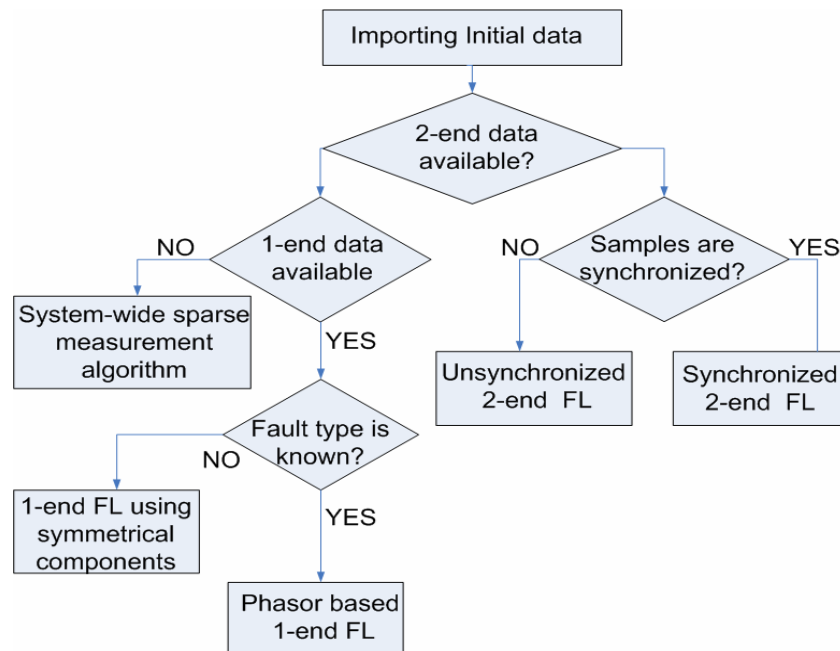 Importing Initial data
2-end data
available?
1-end data
available
NO
Samples are
synchronized?
NO
YES
System-wide sparse
measurement
algorithm
YES
Unsynchronized
2-end FL
Synchronized
2-end FL
Fault type is
known?
NO
YES
1-end FL using
symmetrical
components
Phasor based
1-end FL